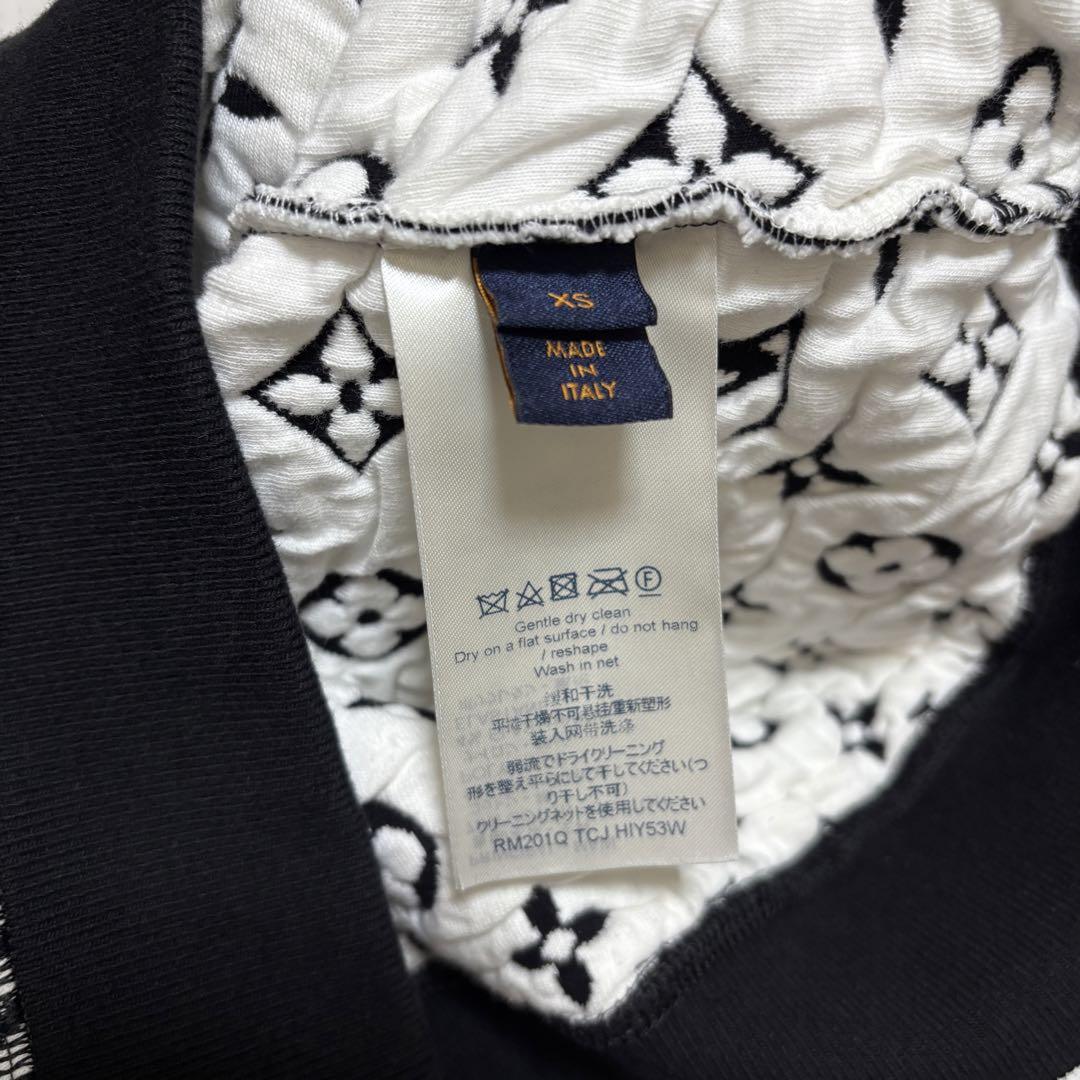 XS
MADE
IN
ITALY
F
Gentle dry clean
Dry on a flat surface / do not hang
/ reshape
Wash in net
缓和干洗
平摊干燥不可悬挂重新塑形
装入网带洗涤
弱流でドライクリーニング
形を整え平らにして干してください(つ
り干し不可)
クリーニングネットを使用してください
RM201Q TCJ HIY53W